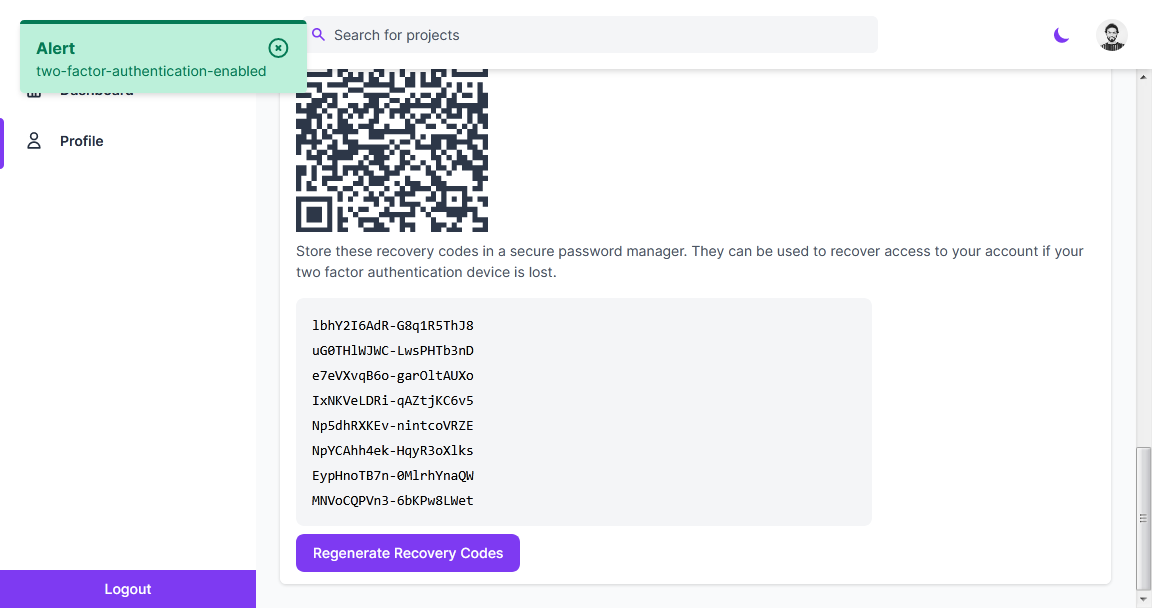 Alert
two-factor-authentication-enabled
Search for projects
Dashboard
Profile
Store these recovery codes in a secure password manager. They can be used to recover access to your account if your
two factor authentication device is lost.
lbhY2I6AdR-G8q1R5ThJ8
uG0THlWJWC-LwsPHTb3nD
e7eVXvqB6o-garOltAUXo
IxNKVeLDRi-qAZtjKC6v5
Np5dhRXKEv-nintcoVRZE
NpYCAhh4ek-HqyR3oXlks
EypHnoTB7n-0MlrhYnaQW
MNVoCQPVn3-6bKPw8LWet
Regenerate Recovery Codes
Logout